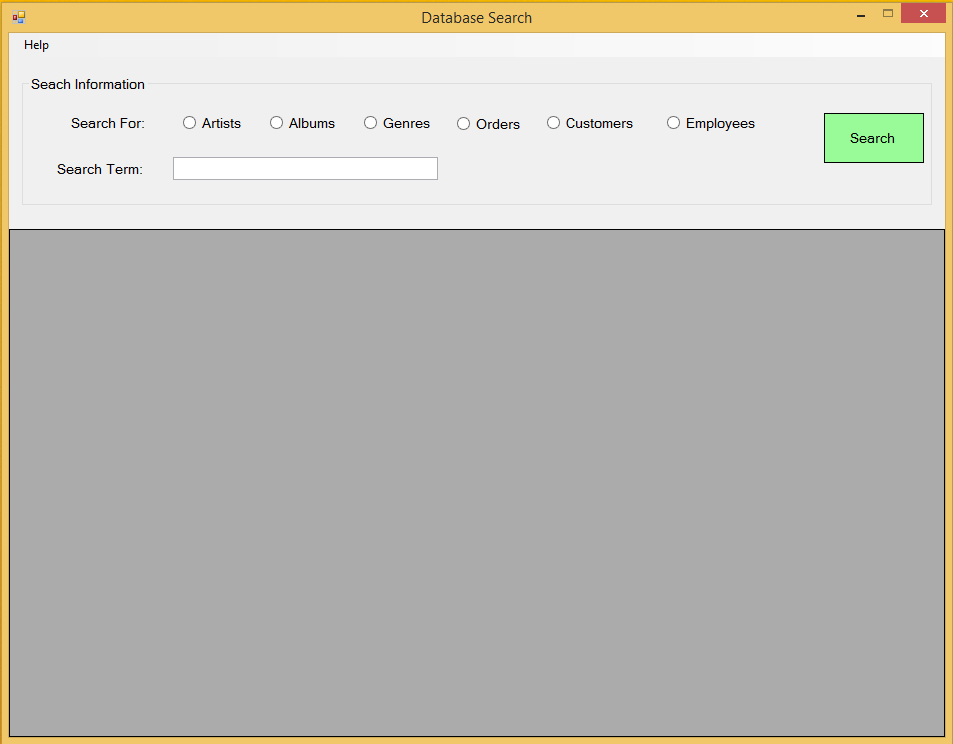 Database Search
Help
Seach Information
Search For: Artists Albums Genres Orders Customers Employees
Search
Search Term: